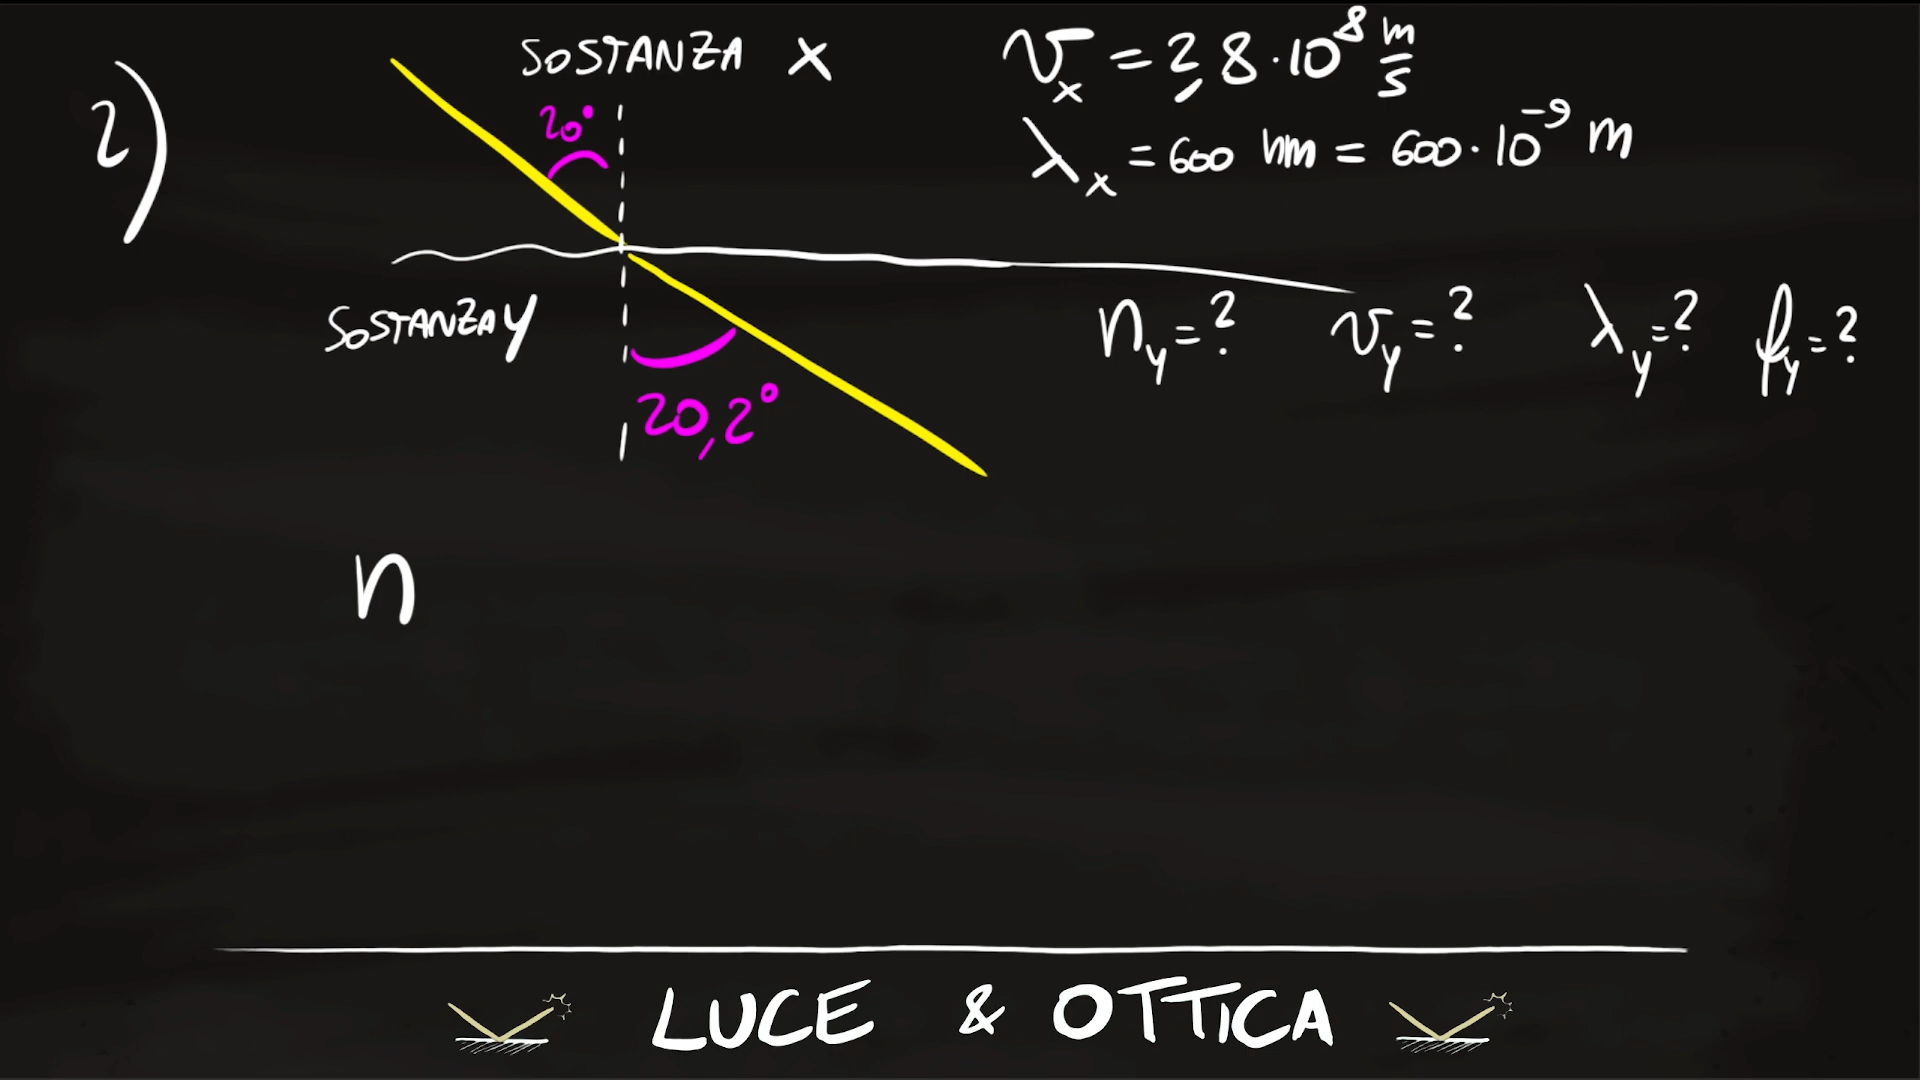 2)
SOSTANZA X
20°
v_x = 2,8 · 10^8 m/s
λ_x = 600 nm = 600 · 10^-9 m
SOSTANZA Y
20,2°
n_y = ?
v_y = ?
λ_y = ?
f_y = ?
n
LUCE & OTTICA